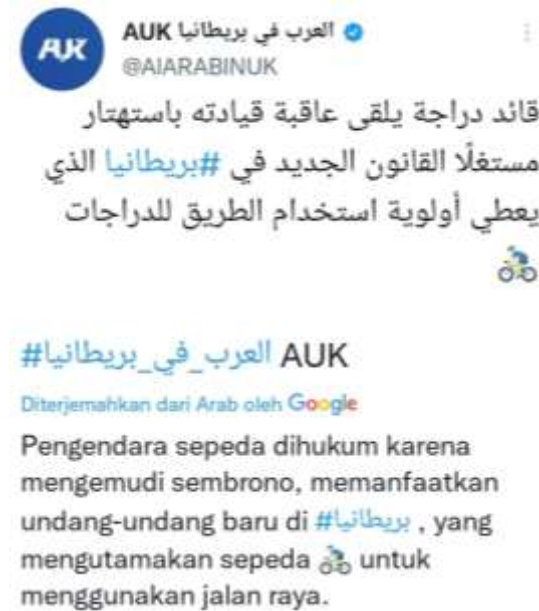 AUK
العرب في بريطانيا AUK
@AlARABINUK
قائد دراجة يلقى عاقبة قيادته باستهتار
مستغلًا القانون الجديد في #بريطانيا الذي
يعطي أولوية استخدام الطريق للدراجات
🚴
#العرب_في_بريطانيا AUK
Diterjemahkan dari Arab oleh Google
Pengendara sepeda dihukum karena
mengemudi sembrono, memanfaatkan
undang-undang baru di #بريطانيا , yang
mengutamakan sepeda 🚴 untuk
menggunakan jalan raya.